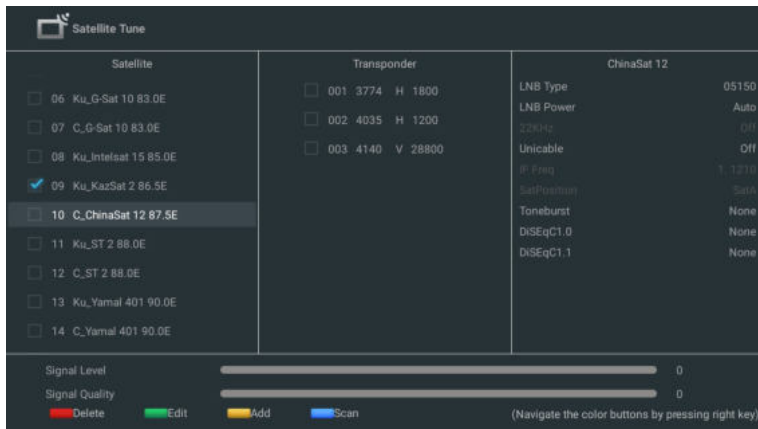 Satellite Tune
Satellite
06 Ku_G-Sat 10 83.0E
07 C_G-Sat 10 83.0E
08 Ku_Intelsat 15 85.0E
09 Ku_KazSat 2 86.5E
10 C_ChinaSat 12 87.5E
11 Ku_ST 2 88.0E
12 C_ST 2 88.0E
13 Ku_Yamal 401 90.0E
14 C_Yamal 401 90.0E
Transponder
001 3774 H 1800
002 4035 H 1200
003 4140 V 28800
ChinaSat 12
LNB Type 05150
LNB Power Auto
22KHz Off
Unicable Off
IF Freq 1. 1210
SatPosition SatA
Toneburst None
DiSEqC1.0 None
DiSEqC1.1 None
Signal Level 0
Signal Quality 0
Delete Edit Add Scan (Navigate the color buttons by pressing right key)